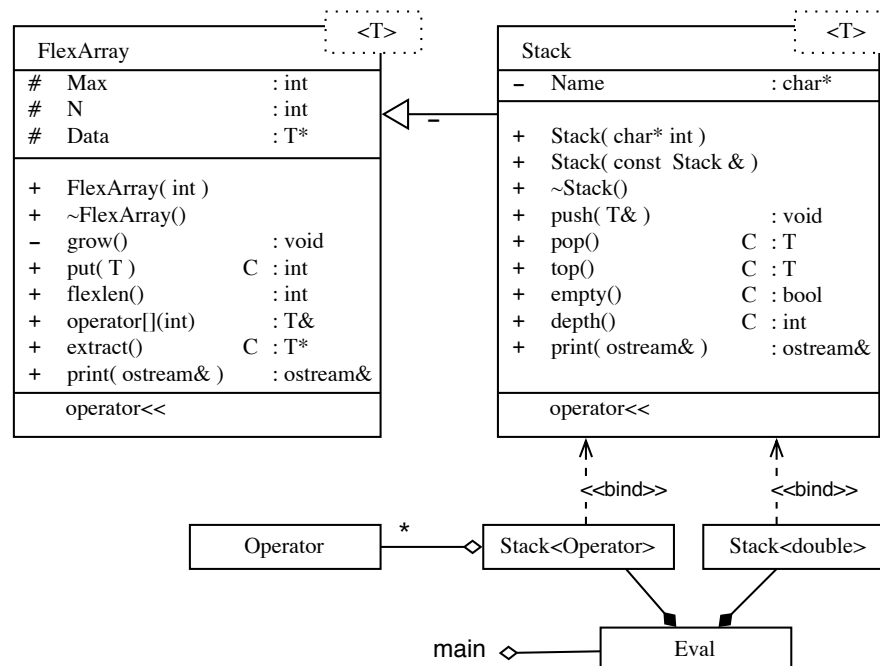 <T>
FlexArray
# Max : int
# N : int
# Data : T*
+ FlexArray( int )
+ ~FlexArray()
– grow() : void
+ put( T ) C : int
+ flexlen() : int
+ operator[](int) : T&
+ extract() C : T*
+ print( ostream& ) : ostream&
operator<<
–
<T>
Stack
– Name : char*
+ Stack( char* int )
+ Stack( const Stack & )
+ ~Stack()
+ push( T& ) : void
+ pop() C : T
+ top() C : T
+ empty() C : bool
+ depth() C : int
+ print( ostream& ) : ostream&
operator<<
<<bind>> <<bind>>
Operator * Stack<Operator> Stack<double>
main Eval